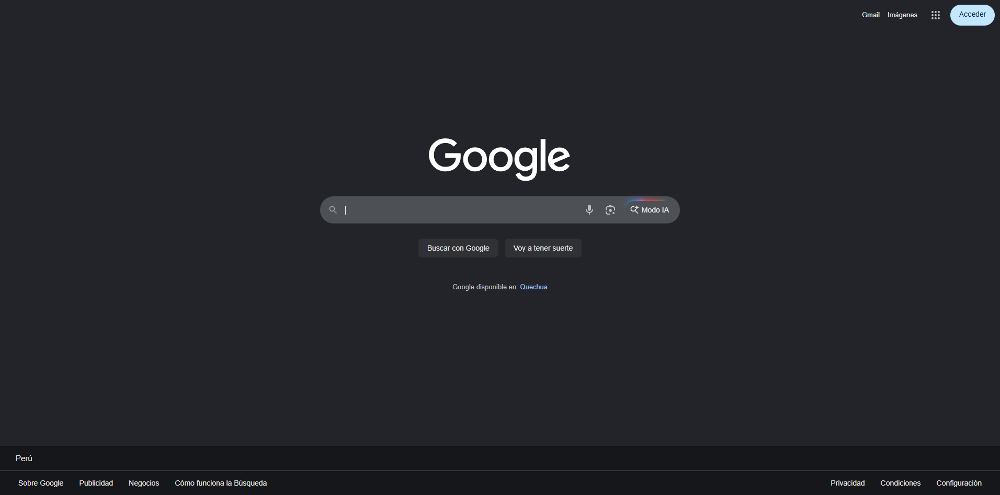 Gmail Imágenes Acceder
Google
Modo IA
Buscar con Google Voy a tener suerte
Google disponible en: Quechua
Perú
Sobre Google Publicidad Negocios Cómo funciona la Búsqueda Privacidad Condiciones Configuración